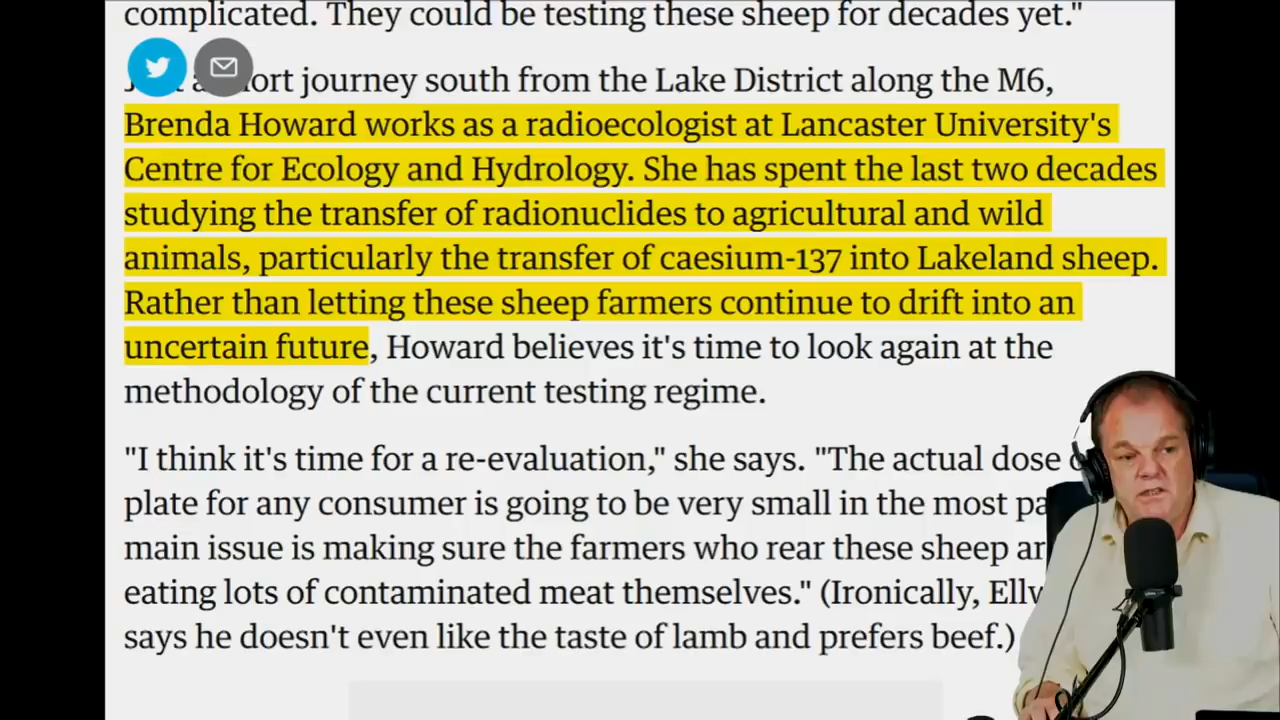 complicated. They could be testing these sheep for decades yet."
ort journey south from the Lake District along the M6,
Brenda Howard works as a radioecologist at Lancaster University's
Centre for Ecology and Hydrology. She has spent the last two decades
studying the transfer of radionuclides to agricultural and wild
animals, particularly the transfer of caesium-137 into Lakeland sheep.
Rather than letting these sheep farmers continue to drift into an
uncertain future, Howard believes it's time to look again at the
methodology of the current testing regime.
"I think it's time for a re-evaluation," she says. "The actual dose
plate for any consumer is going to be very small in the most
main issue is making sure the farmers who rear these sheep
eating lots of contaminated meat themselves." (Ironically,
says he doesn't even like the taste of lamb and prefers beef.)